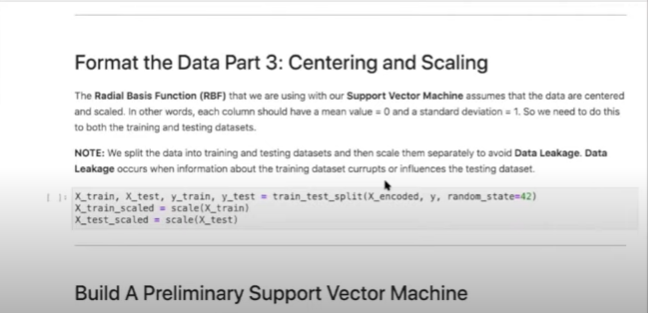 Format the Data Part 3: Centering and Scaling
The Radial Basis Function (RBF) that we are using with our Support Vector Machine assumes that the data are centered
and scaled. In other words, each column should have a mean value = 0 and a standard deviation = 1. So we need to do this
to both the training and testing datasets.
NOTE: We split the data into training and testing datasets and then scale them separately to avoid Data Leakage. Data
Leakage occurs when information about the training dataset currupts or influences the testing dataset.
[ ]: X_train, X_test, y_train, y_test = train_test_split(X_encoded, y, random_state=42)
X_train_scaled = scale(X_train)
X_test_scaled = scale(X_test)
Build A Preliminary Support Vector Machine